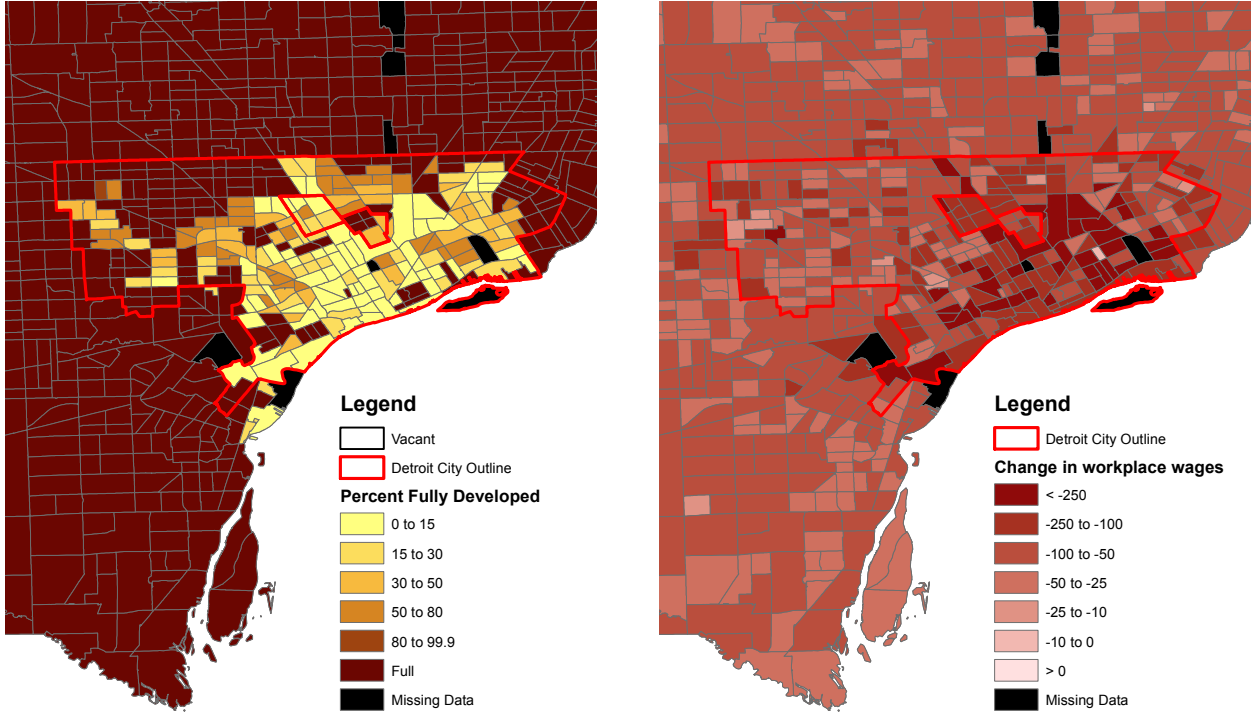 Legend
Vacant
Detroit City Outline
Percent Fully Developed
0 to 15
15 to 30
30 to 50
50 to 80
80 to 99.9
Full
Missing Data
Legend
Detroit City Outline
Change in workplace wages
< -250
-250 to -100
-100 to -50
-50 to -25
-25 to -10
-10 to 0
> 0
Missing Data